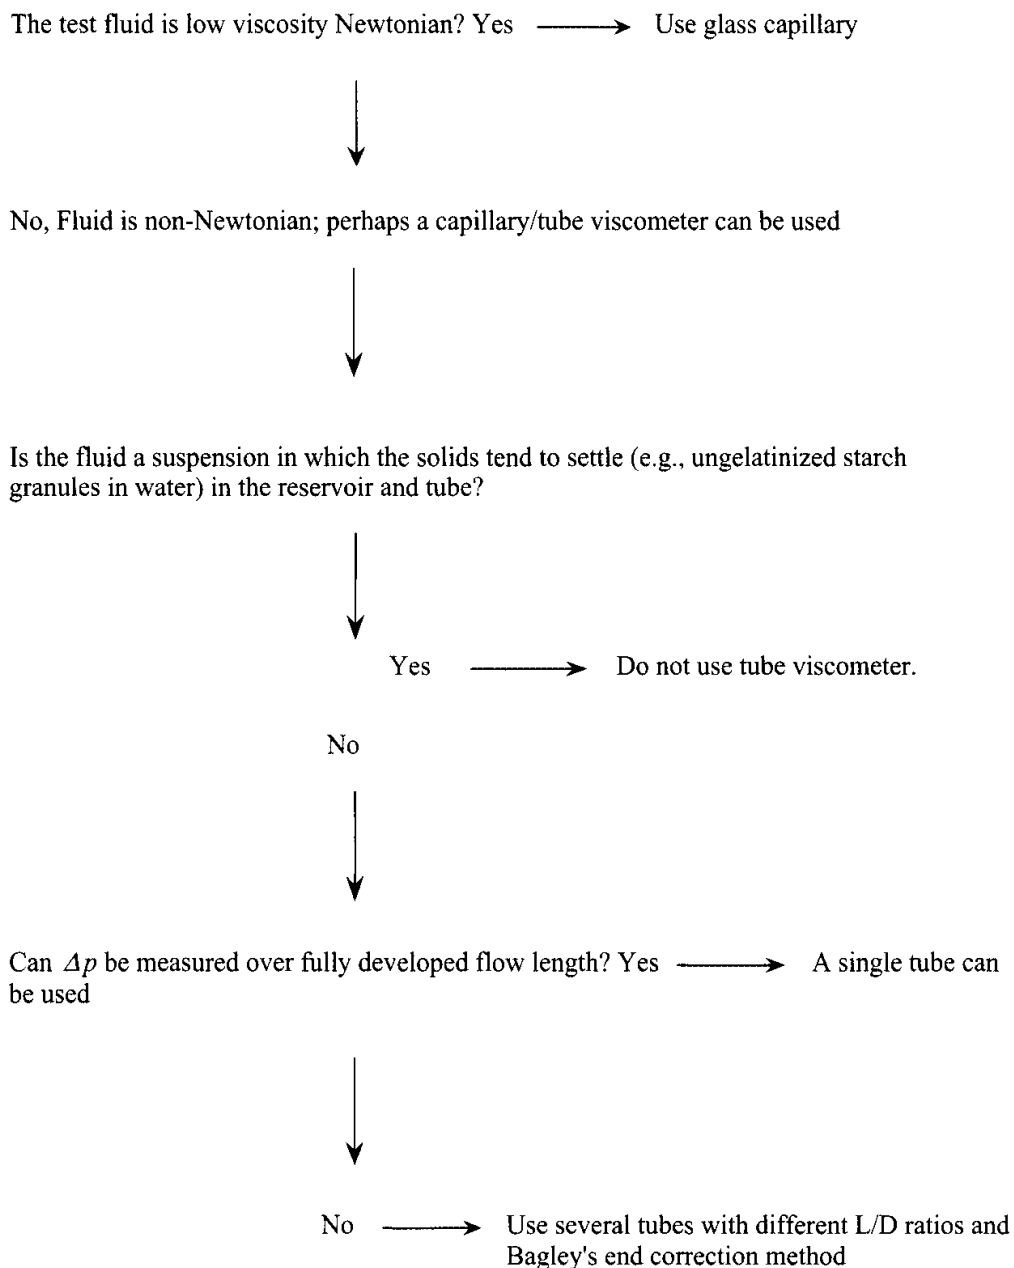 The test fluid is low viscosity Newtonian? Yes Use glass capillary
No, Fluid is non-Newtonian; perhaps a capillary/tube viscometer can be used
Is the fluid a suspension in which the solids tend to settle (e.g., ungelatinized starch
granules in water) in the reservoir and tube?
Yes Do not use tube viscometer.
No
Can Δp be measured over fully developed flow length? Yes A single tube can
be used
No Use several tubes with different L/D ratios and
Bagley's end correction method